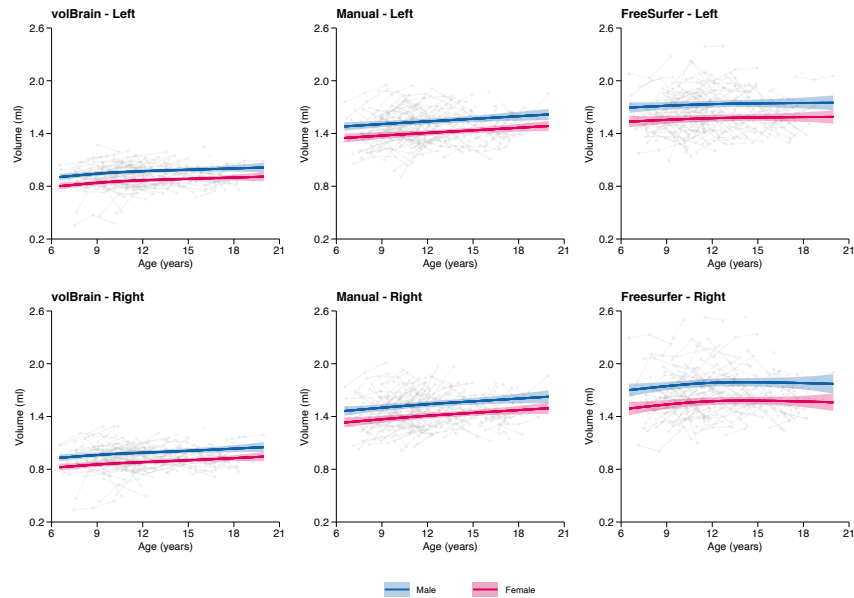 volBrain - Left
Manual - Left
FreeSurfer - Left
Volume (ml)
2.6
2.0
1.4
0.8
0.2
6 9 12 15 18 21
Age (years)
Volume (ml)
2.6
2.0
1.4
0.8
0.2
6 9 12 15 18 21
Age (years)
Volume (ml)
2.6
2.0
1.4
0.8
0.2
6 9 12 15 18 21
Age (years)
volBrain - Right
Manual - Right
Freesurfer - Right
Volume (ml)
2.6
2.0
1.4
0.8
0.2
6 9 12 15 18 21
Age (years)
Volume (ml)
2.6
2.0
1.4
0.8
0.2
6 9 12 15 18 21
Age (years)
Volume (ml)
2.6
2.0
1.4
0.8
0.2
6 9 12 15 18 21
Age (years)
Male Female